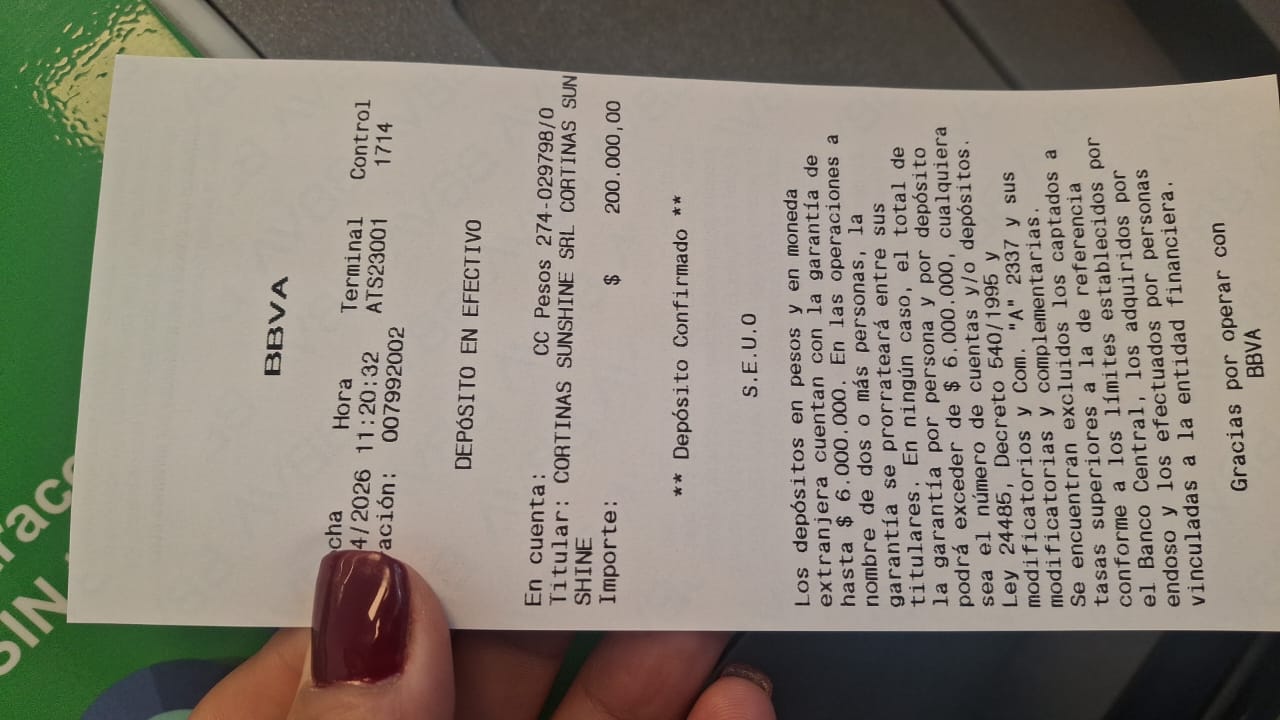 BBVA
cha Hora Terminal Control
4/2026 11:20:32 ATS23001 1714
ación: 007992002
DEPÓSITO EN EFECTIVO
En cuenta: CC Pesos 274-029798/0
Titular: CORTINAS SUNSHINE SRL CORTINAS SUN
SHINE
Importe: $ 200.000,00
** Depósito Confirmado **
S.E.U.O
Los depósitos en pesos y en moneda
extranjera cuentan con la garantía de
hasta $ 6.000.000. En las operaciones a
nombre de dos o más personas, la
garantía se prorrateará entre sus
titulares. En ningún caso, el total de
la garantía por persona y por depósito
podrá exceder de $ 6.000.000, cualquiera
sea el número de cuentas y/o depósitos.
Ley 24485, Decreto 540/1995 y
modificatorios y Com. "A" 2337 y sus
modificatorias y complementarias.
Se encuentran excluidos los captados a
tasas superiores a la de referencia
conforme a los límites establecidos por
el Banco Central, los adquiridos por
endoso y los efectuados por personas
vinculadas a la entidad financiera.
Gracias por operar con
BBVA
SIN